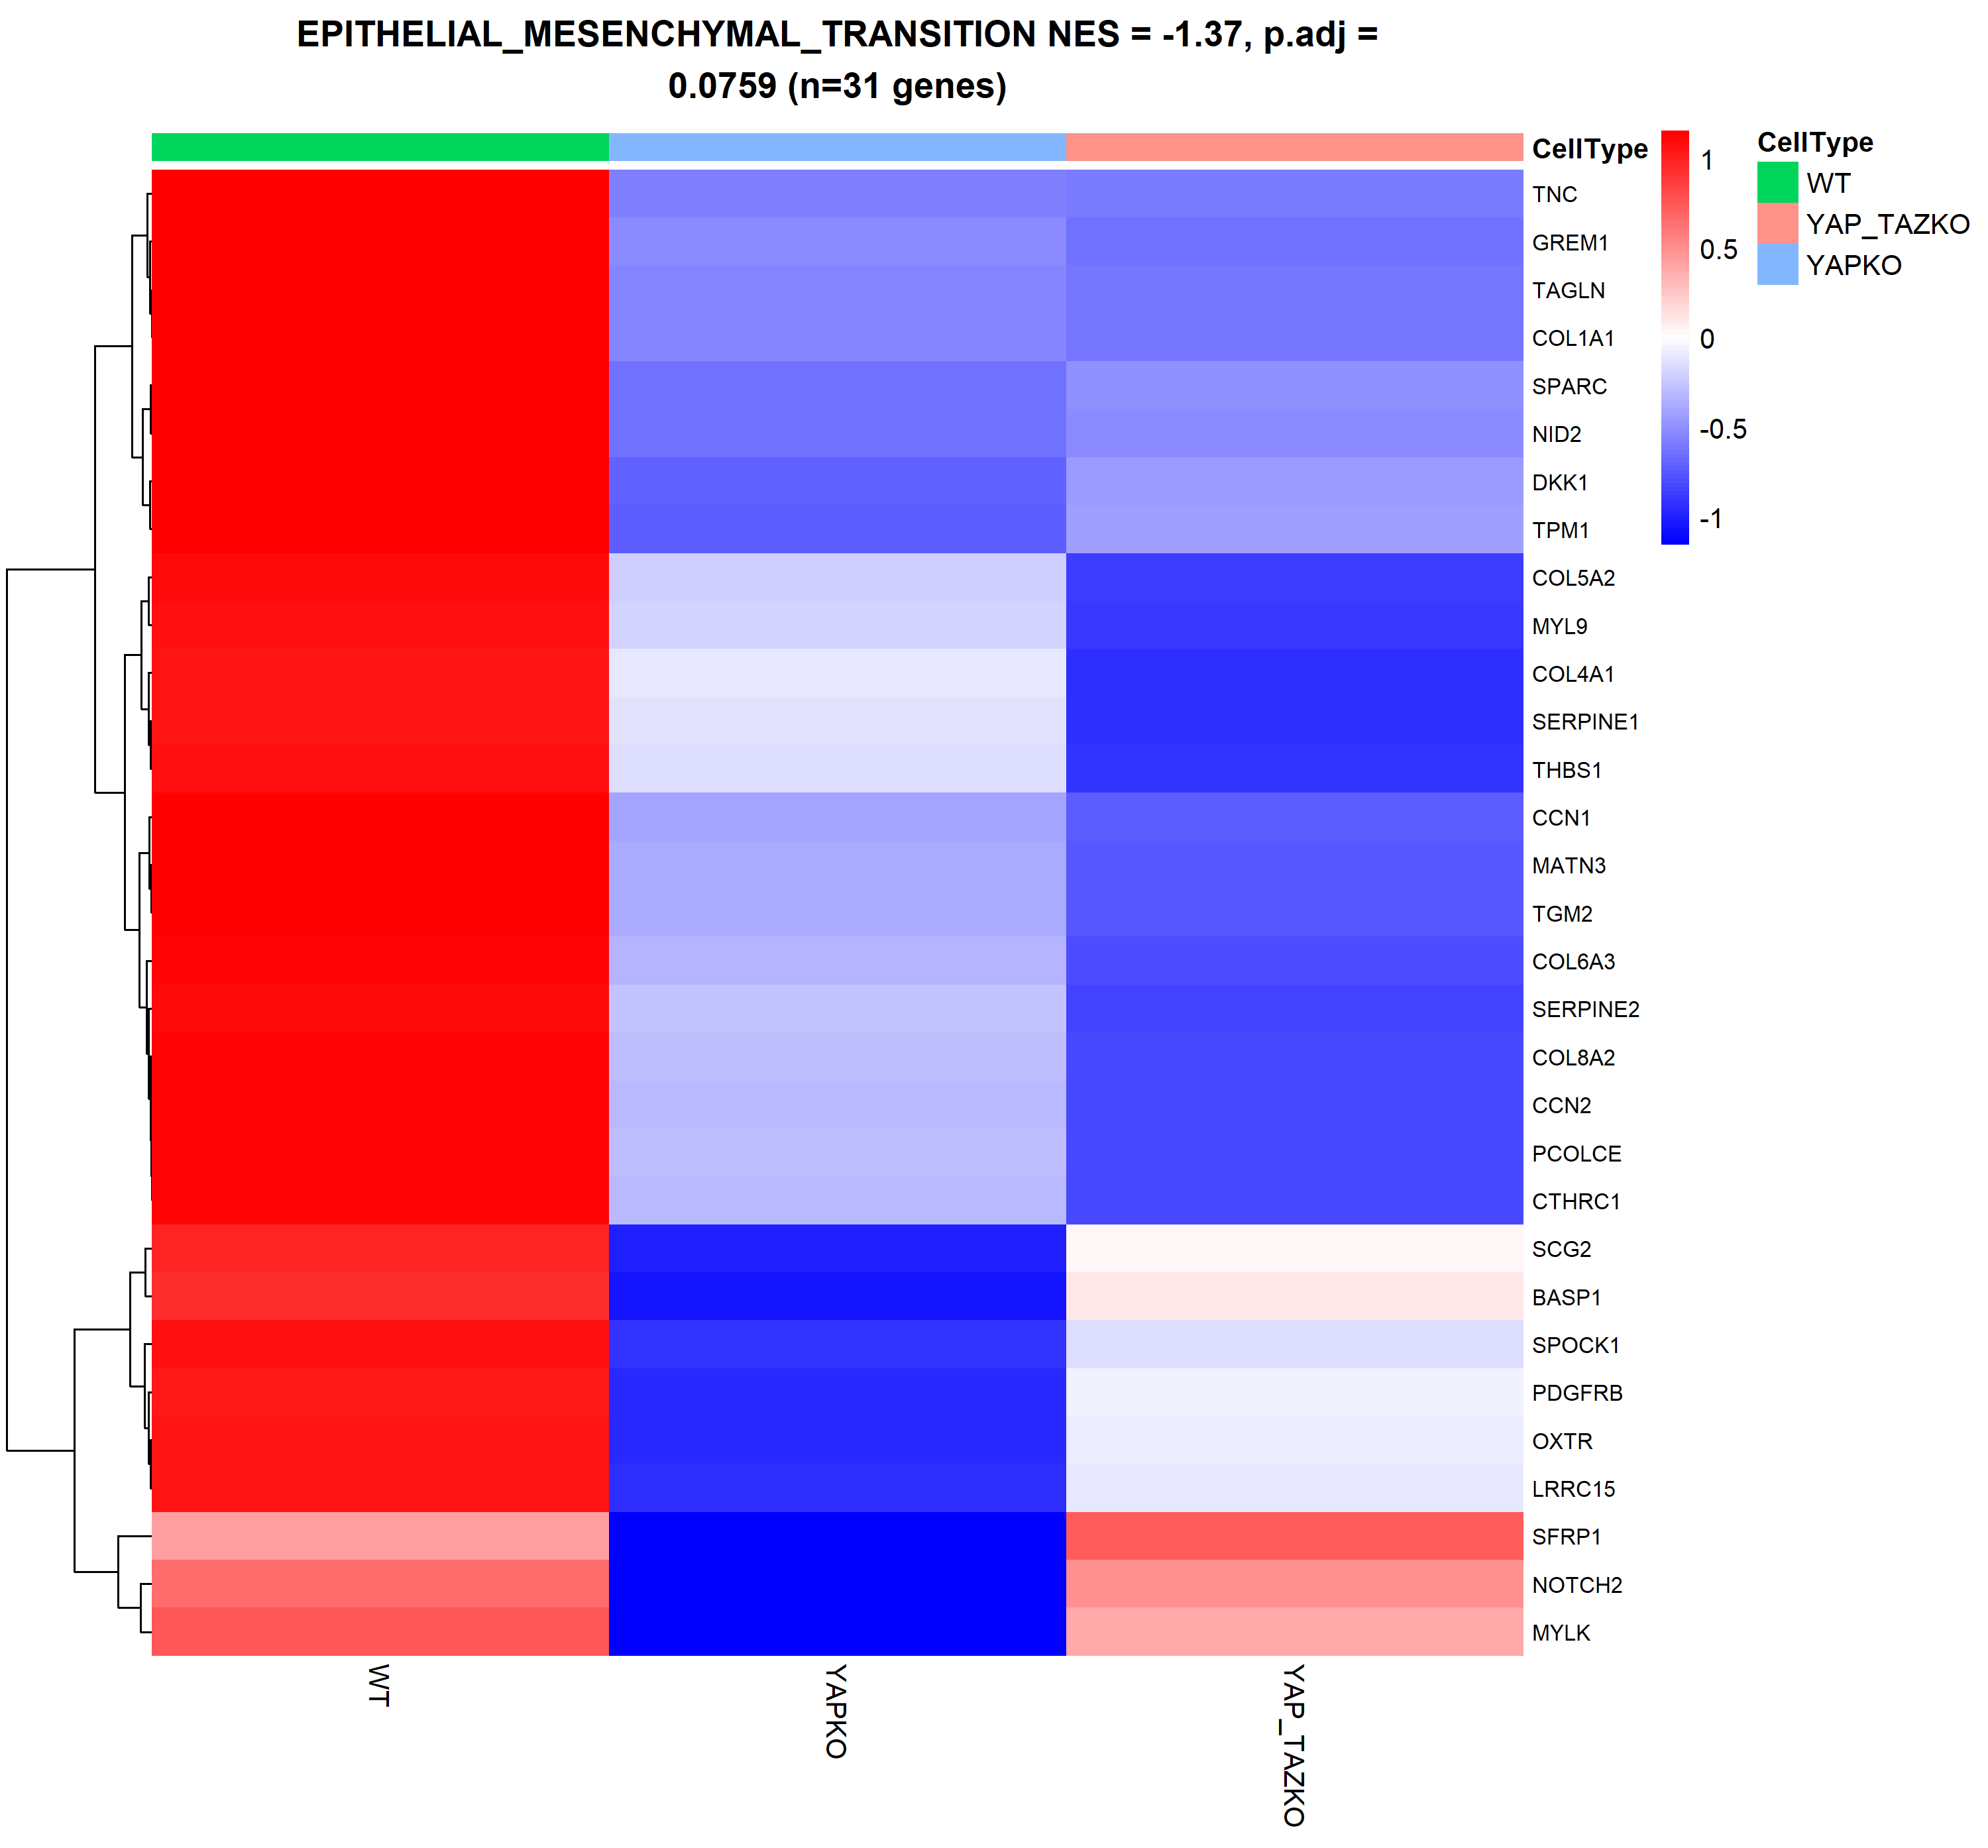 EPITHELIAL_MESENCHYMAL_TRANSITION NES = -1.37, p.adj =
0.0759 (n=31 genes)
CellType
1
0.5
0
-0.5
-1
CellType
WT
YAP_TAZKO
YAPKO
TNC
GREM1
TAGLN
COL1A1
SPARC
NID2
DKK1
TPM1
COL5A2
MYL9
COL4A1
SERPINE1
THBS1
CCN1
MATN3
TGM2
COL6A3
SERPINE2
COL8A2
CCN2
PCOLCE
CTHRC1
SCG2
BASP1
SPOCK1
PDGFRB
OXTR
LRRC15
SFRP1
NOTCH2
MYLK
WT
YAPKO
YAP_TAZKO